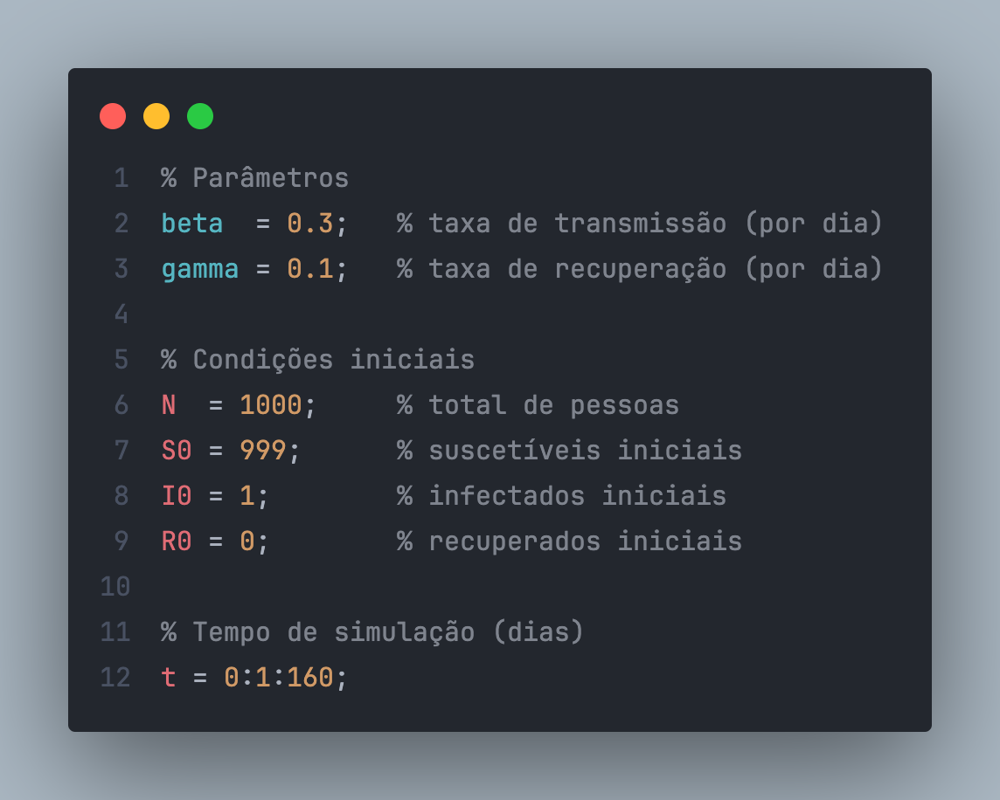 1 % Parâmetros
2 beta  = 0.3;   % taxa de transmissão (por dia)
3 gamma = 0.1;   % taxa de recuperação (por dia)
4
5 % Condições iniciais
6 N  = 1000;     % total de pessoas
7 S0 = 999;      % suscetíveis iniciais
8 I0 = 1;        % infectados iniciais
9 R0 = 0;        % recuperados iniciais
10
11 % Tempo de simulação (dias)
12 t = 0:1:160;